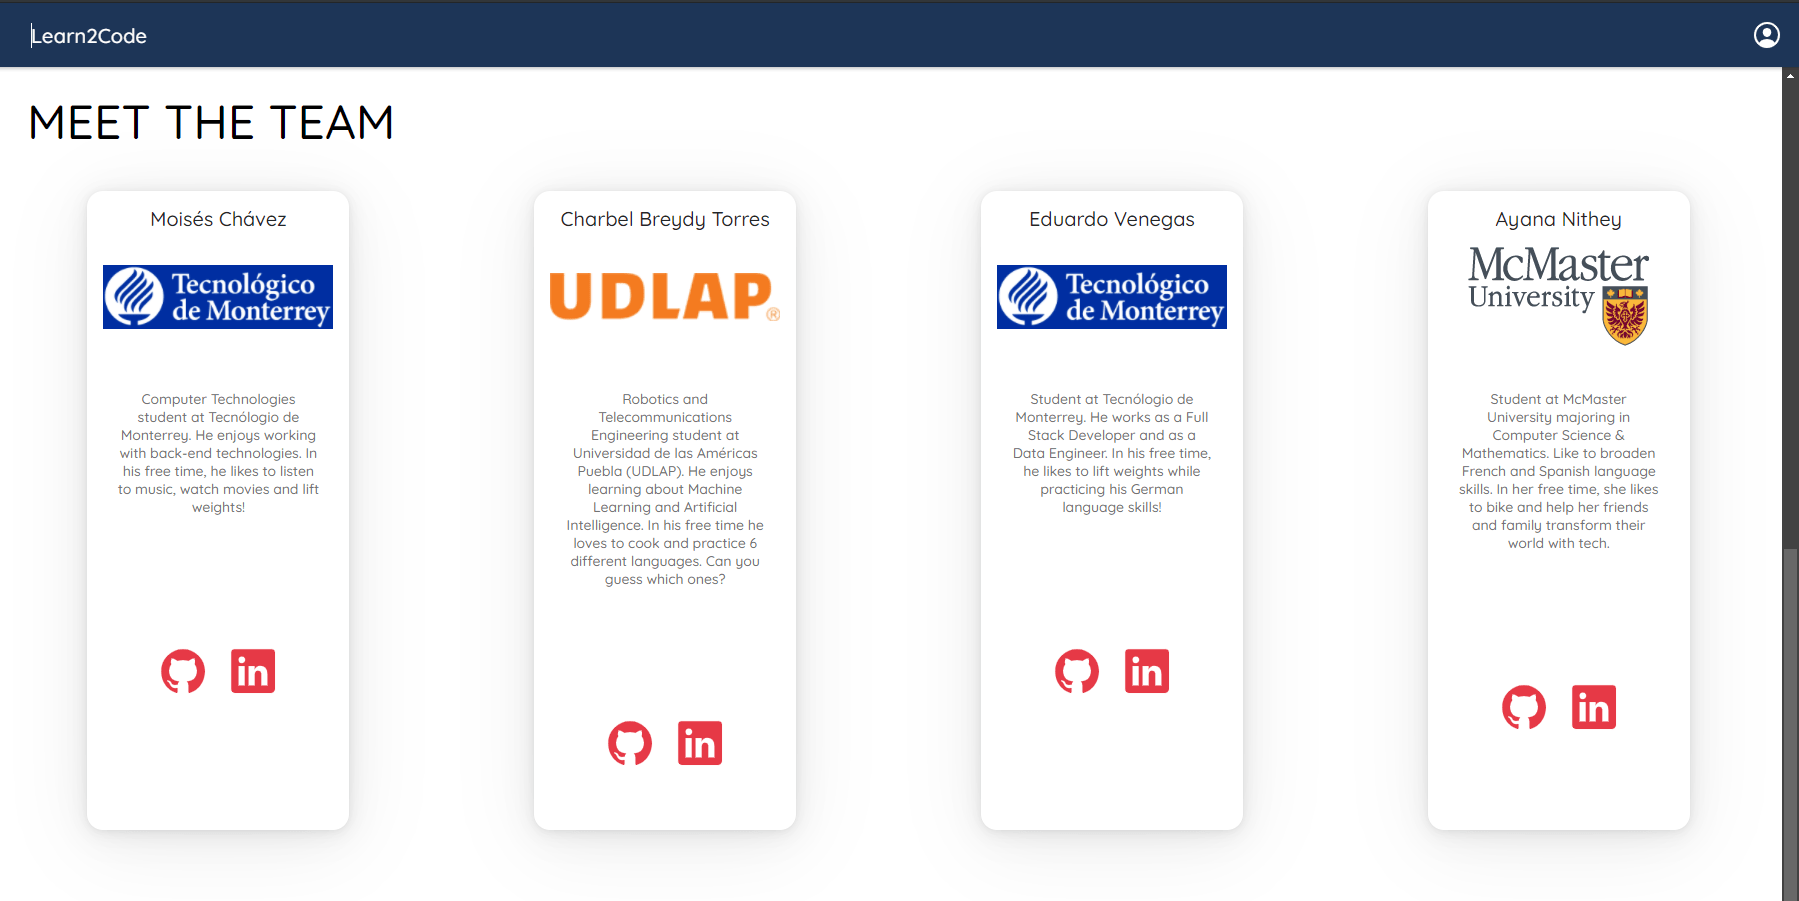 Learn2Code
MEET THE TEAM
Moisés Chávez
Tecnológico
de Monterrey
Computer Technologies
student at Tecnólogio de
Monterrey. He enjoys working
with back-end technologies. In
his free time, he likes to listen
to music, watch movies and lift
weights!
in
Charbel Breydy Torres
UDLAP®
Robotics and
Telecommunications
Engineering student at
Universidad de las Américas
Puebla (UDLAP). He enjoys
learning about Machine
Learning and Artificial
Intelligence. In his free time he
loves to cook and practice 6
different languages. Can you
guess which ones?
in
Eduardo Venegas
Tecnológico
de Monterrey
Student at Tecnólogio de
Monterrey. He works as a Full
Stack Developer and as a
Data Engineer. In his free time,
he likes to lift weights while
practicing his German
language skills!
in
Ayana Nithey
McMaster
University
Student at McMaster
University majoring in
Computer Science &
Mathematics. Like to broaden
French and Spanish language
skills. In her free time, she likes
to bike and help her friends
and family transform their
world with tech.
in